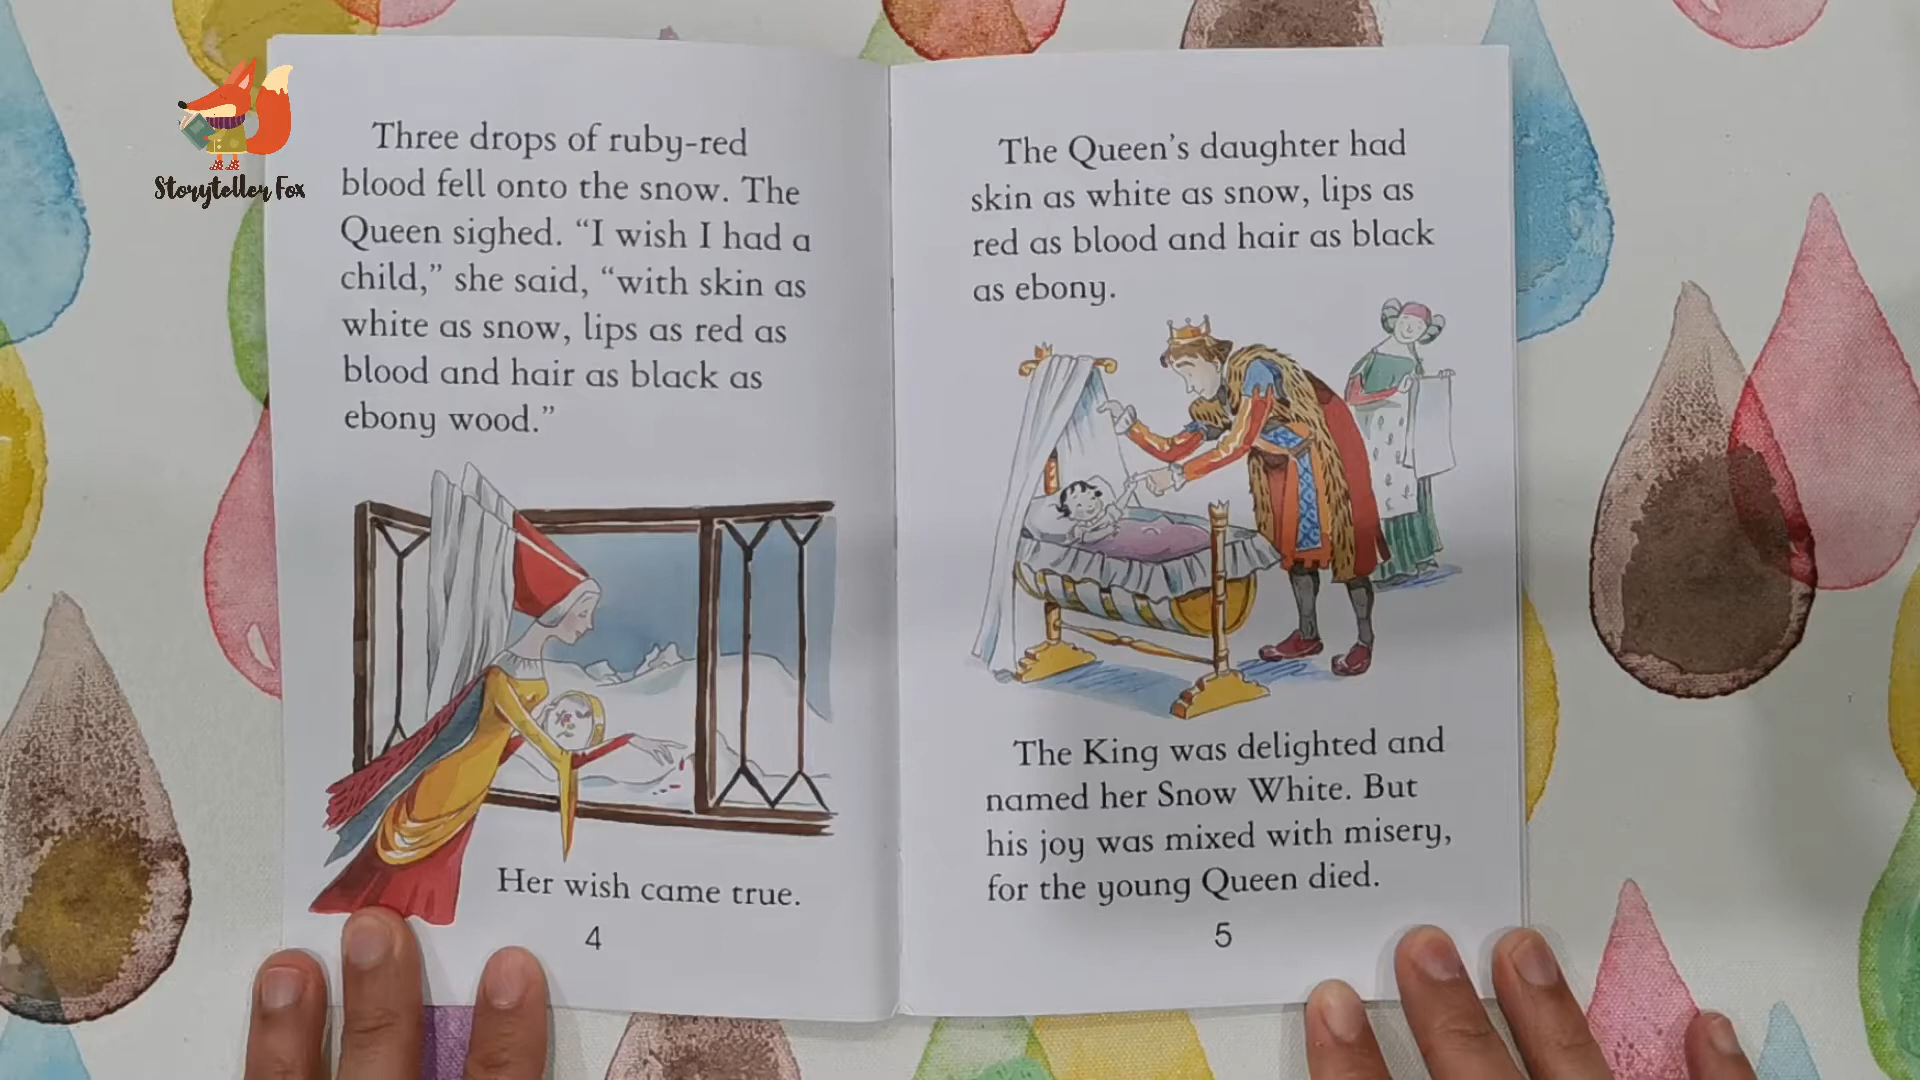 Storyteller Fox
Three drops of ruby-red
blood fell onto the snow. The
Queen sighed. “I wish I had a
child,” she said, “with skin as
white as snow, lips as red as
blood and hair as black as
ebony wood.”
Her wish came true.
4
The Queen’s daughter had
skin as white as snow, lips as
red as blood and hair as black
as ebony.
The King was delighted and
named her Snow White. But
his joy was mixed with misery,
for the young Queen died.
5